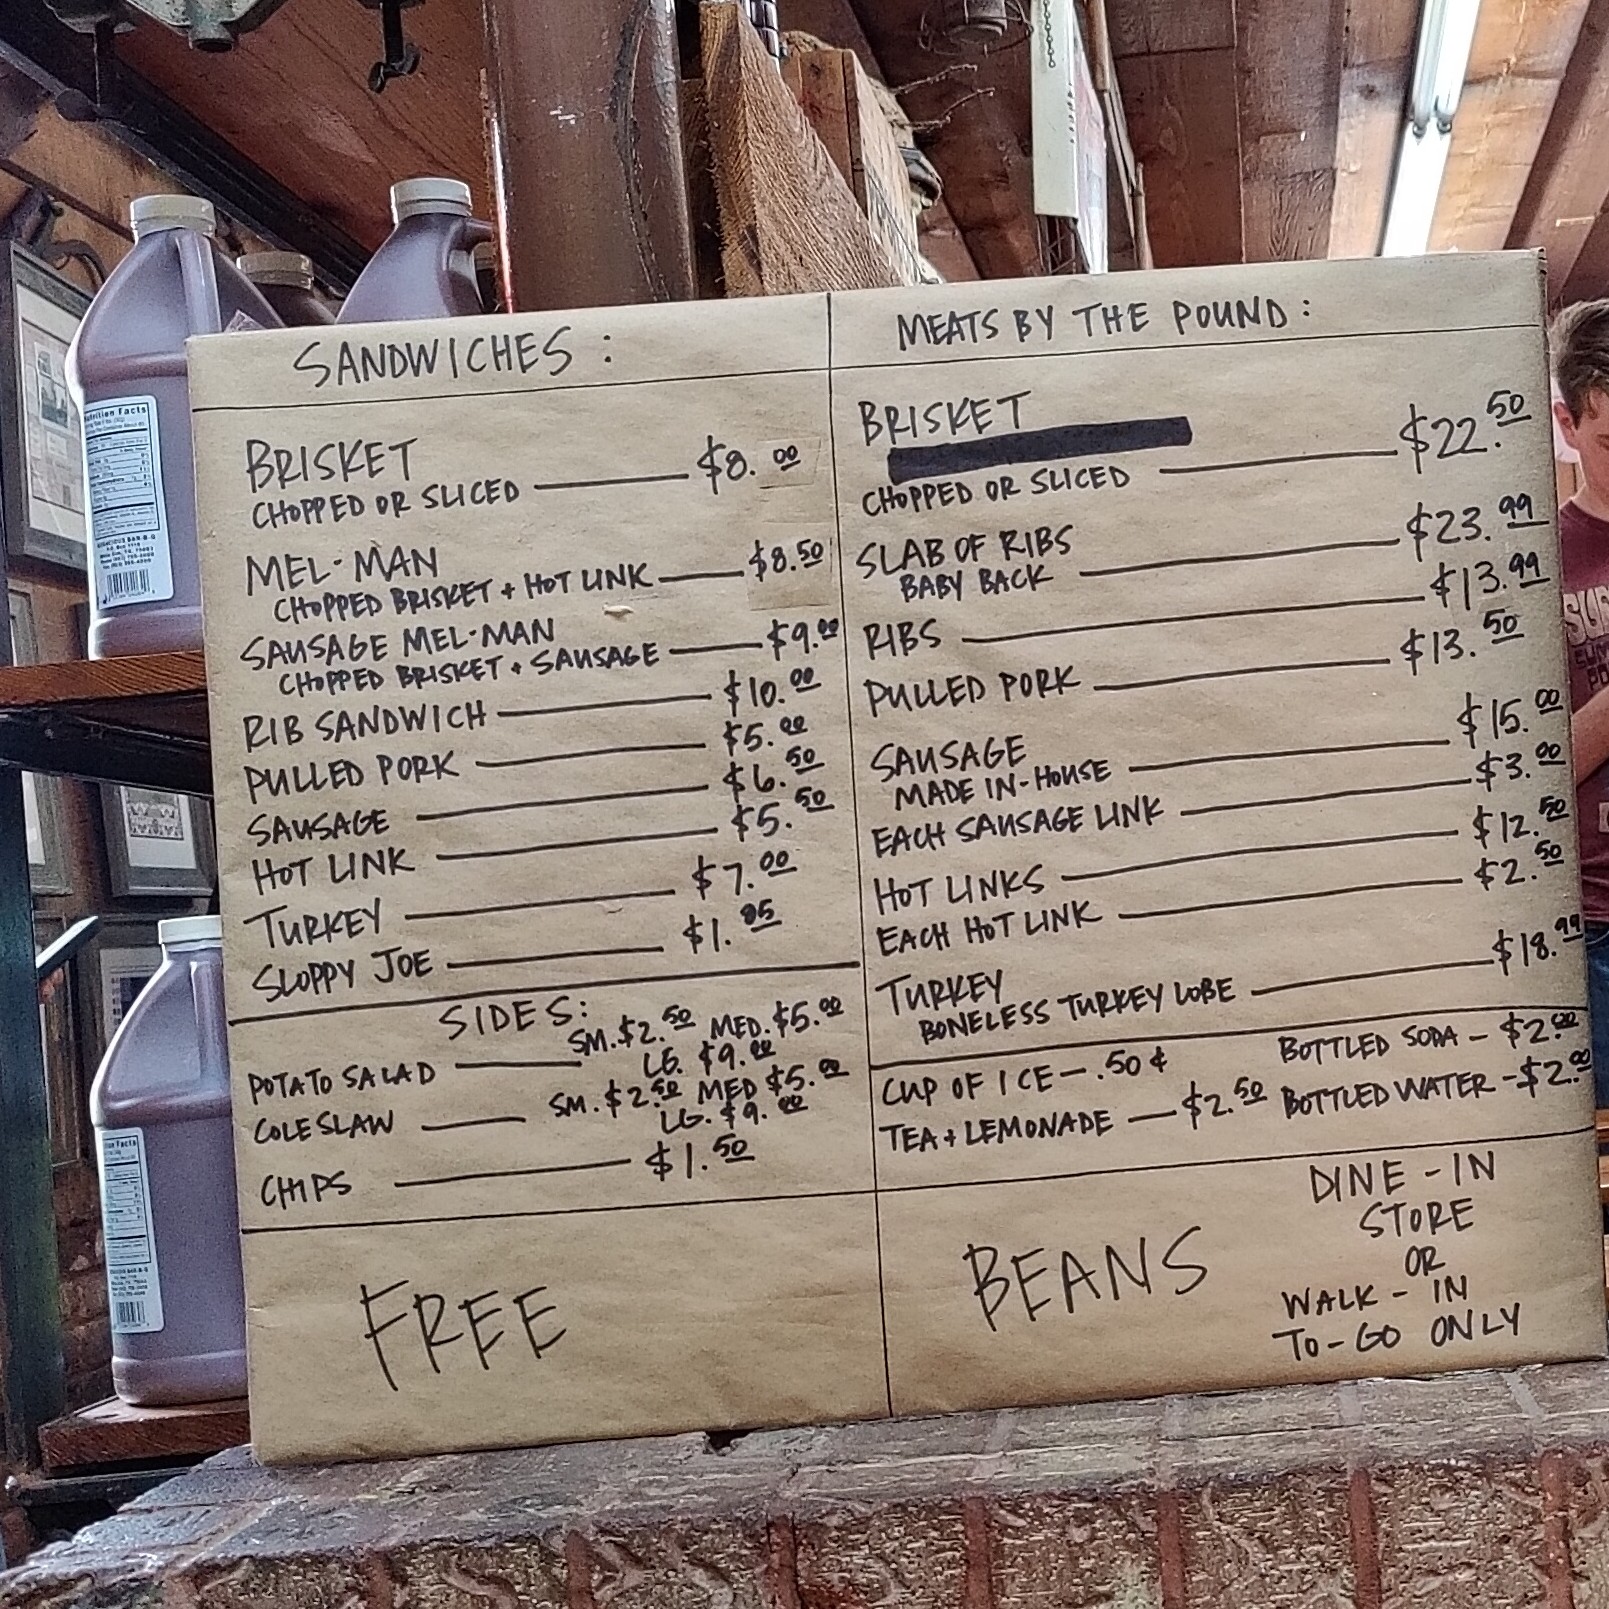 SANDWICHES:
BRISKET
CHOPPED OR SLICED $8.00
MEL-MAN
CHOPPED BRISKET + HOT LINK $8.50
SAUSAGE MEL-MAN
CHOPPED BRISKET + SAUSAGE $9.00
RIB SANDWICH $10.00
PULLED PORK $5.00
SAUSAGE $6.50
HOT LINK $5.50
TURKEY $7.00
SLOPPY JOE $1.95
SIDES:
POTATO SALAD SM. $2.50 MED. $5.00
LG. $9.00
COLESLAW SM. $2.50 MED $5.00
LG. $9.00
CHIPS $1.50
MEATS BY THE POUND:
BRISKET
CHOPPED OR SLICED $22.50
SLAB OF RIBS
BABY BACK $23.99
RIBS $13.99
PULLED PORK $13.50
SAUSAGE
MADE IN-HOUSE $15.00
EACH SAUSAGE LINK $3.00
HOT LINKS $12.50
EACH HOT LINK $2.50
TURKEY
BONELESS TURKEY LOBE $18.99
CUP OF ICE - .50¢
TEA + LEMONADE - $2.50
BOTTLED SODA - $2.00
BOTTLED WATER - $2.00
FREE BEANS
DINE-IN
STORE
OR
WALK-IN
TO-GO ONLY
Nutrition Facts